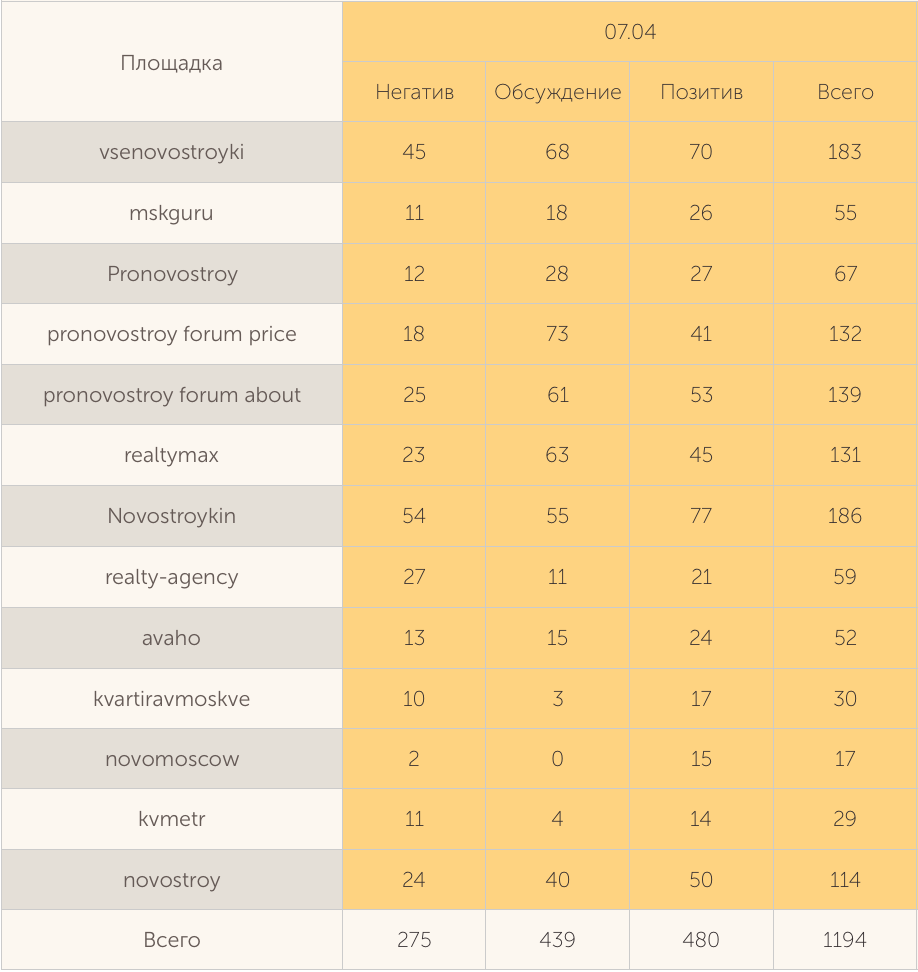 Площадка 07.04
Негатив Обсуждение Позитив Всего
vsenovostroyki 45 68 70 183
mskguru 11 18 26 55
Pronovostroy 12 28 27 67
pronovostroy forum price 18 73 41 132
pronovostroy forum about 25 61 53 139
realtymax 23 63 45 131
Novostroykin 54 55 77 186
realty-agency 27 11 21 59
avaho 13 15 24 52
kvartiravmoskve 10 3 17 30
novomoscow 2 0 15 17
kvmetr 11 4 14 29
novostroy 24 40 50 114
Всего 275 439 480 1194